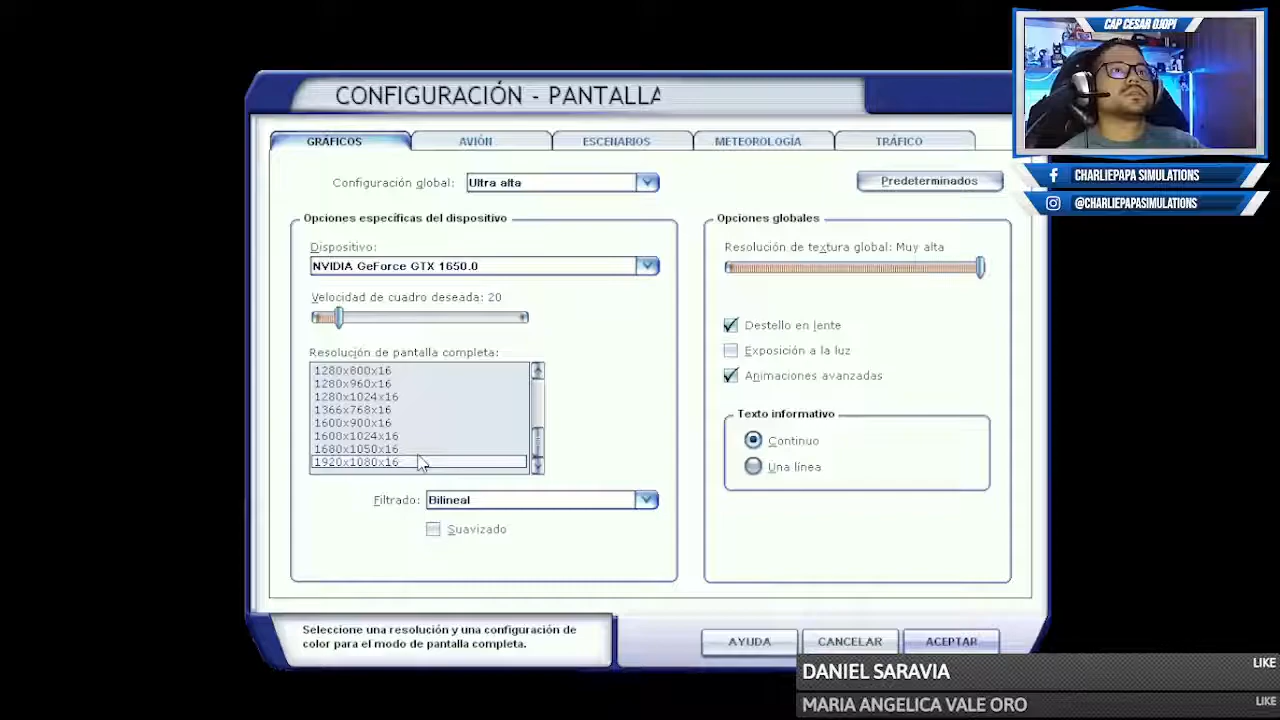 CAP CESAR OJOPI
CONFIGURACIÓN - PANTALLA
GRÁFICOS
AVIÓN
ESCENARIOS
METEOROLOGÍA
TRÁFICO
CHARLIEPAPA SIMULATIONS
@CHARLIEPAPASIMULATIONS
Configuración global: Ultra alta
Predeterminados
Opciones específicas del dispositivo
Dispositivo:
NVIDIA GeForce GTX 1650.0
Velocidad de cuadro deseada: 20
Resolución de pantalla completa:
1280x800x16
1280x960x16
1280x1024x16
1366x768x16
1600x900x16
1600x1024x16
1680x1050x16
1920x1080x16
Filtrado: Bilineal
Suavizado
Opciones globales
Resolución de textura global: Muy alta
Destello en lente
Exposición a la luz
Animaciones avanzadas
Texto informativo
Continuo
Una línea
Seleccione una resolución y una configuración de
color para el modo de pantalla completa.
AYUDA
CANCELAR
ACEPTAR
DANIEL SARAVIA
LIKE
MARIA ANGELICA VALE ORO
LIKE